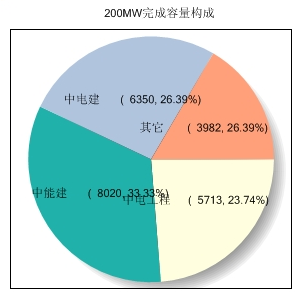 200MW完成容量构成
中电建 ( 6350, 26.39%)
其它 ( 3982, 26.39%)
中能建 ( 8020, 33.33%)
中电工程 ( 5713, 23.74%)